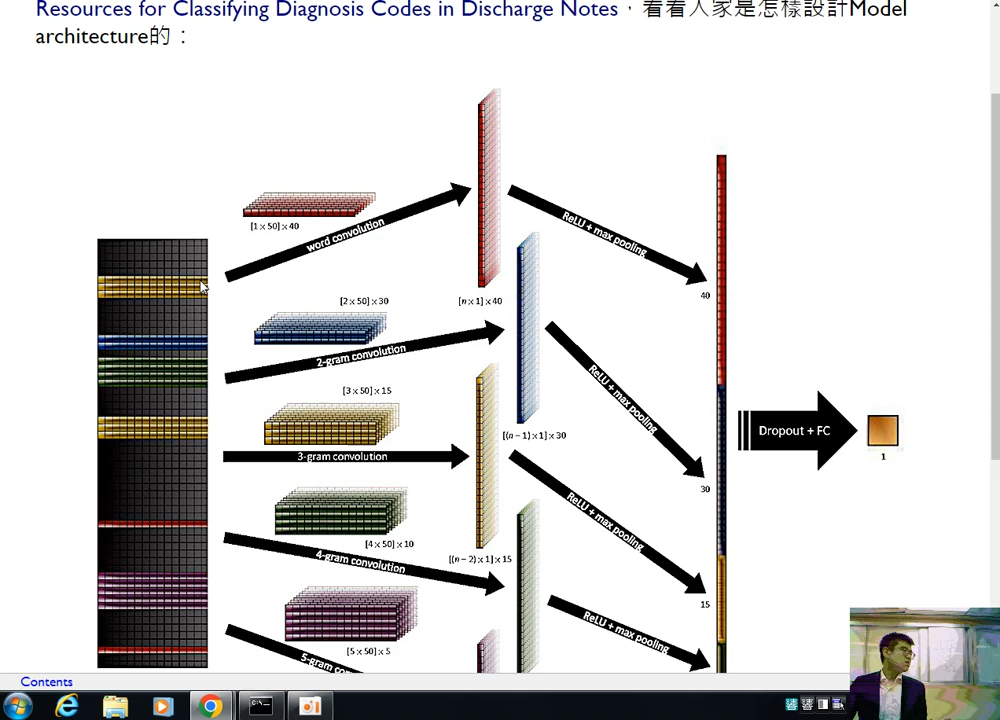 Resources for Classifying Diagnosis Codes in Discharge Notes，看看人家是怎樣設計Model
architecture的：
[1 x 50] x 40
word convolution
[n x 1] x 40
ReLU + max pooling
40
[2 x 50] x 30
2-gram convolution
[(n − 1) x 1] x 30
ReLU + max pooling
30
[3 x 50] x 15
3-gram convolution
[(n − 2) x 1] x 15
ReLU + max pooling
15
Dropout + FC
1
[4 x 50] x 10
4-gram convolution
ReLU + max pooling
[5 x 50] x 5
5-gram
Contents